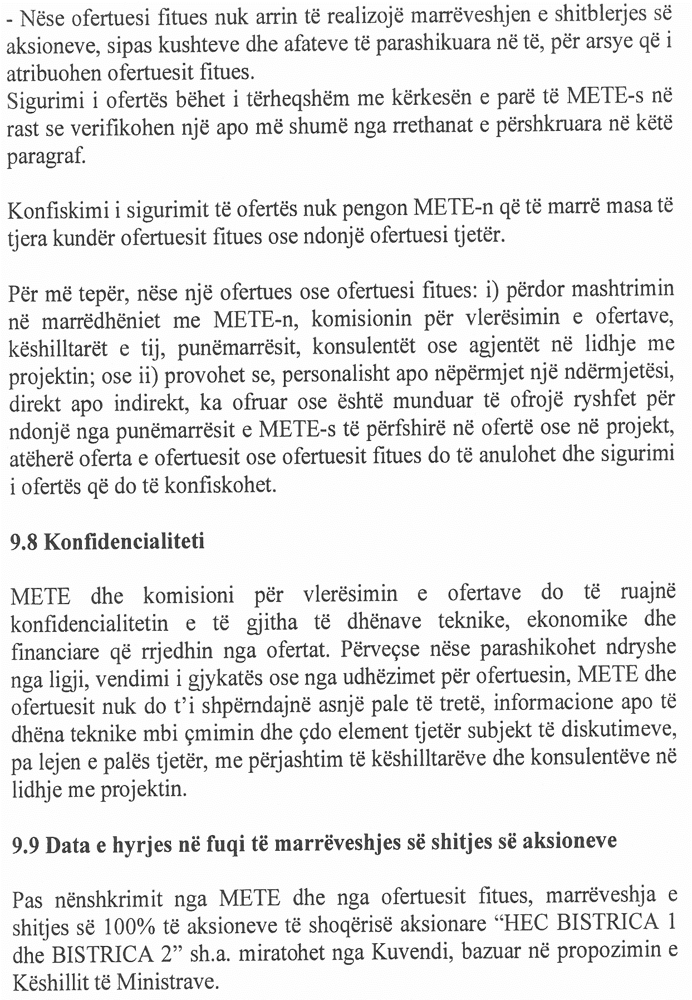 - Nëse ofertuesi fitues nuk arrin të realizojë marrëveshjen e shitblerjes së
aksioneve, sipas kushteve dhe afateve të parashikuara në të, për arsye që i
atribuohen ofertuesit fitues.
Sigurimi i ofertës bëhet i tërheqshëm me kërkesën e parë të METE-s në
rast se verifikohen një apo më shumë nga rrethanat e përshkruara në këtë
paragraf.
Konfiskimi i sigurimit të ofertës nuk pengon METE-n që të marrë masa të
tjera kundër ofertuesit fitues ose ndonjë ofertuesi tjetër.
Për më tepër, nëse një ofertues ose ofertuesi fitues: i) përdor mashtrimin
në marrëdhëniet me METE-n, komisionin për vlerësimin e ofertave,
këshilltarët e tij, punëmarrësit, konsulentët ose agjentët në lidhje me
projektin; ose ii) provohet se, personalisht apo nëpërmjet një ndërmjetësi,
direkt apo indirekt, ka ofruar ose është munduar të ofrojë ryshfet për
ndonjë nga punëmarrësit e METE-s të përfshirë në ofertë ose në projekt,
atëherë oferta e ofertuesit ose ofertuesit fitues do të anulohet dhe sigurimi
i ofertës që do të konfiskohet.
9.8 Konfidencialiteti
METE dhe komisioni për vlerësimin e ofertave do të ruajnë
konfidencialitetin e të gjitha të dhënave teknike, ekonomike dhe
financiare që rrjedhin nga ofertat. Përveçse nëse parashikohet ndryshe
nga ligji, vendimi i gjykatës ose nga udhëzimet për ofertuesin, METE dhe
ofertuesit nuk do t’i shpërndajnë asnjë pale të tretë, informacione apo të
dhëna teknike mbi çmimin dhe çdo element tjetër subjekt të diskutimeve,
pa lejen e palës tjetër, me përjashtim të këshilltarëve dhe konsulentëve në
lidhje me projektin.
9.9 Data e hyrjes në fuqi të marrëveshjes së shitjes së aksioneve
Pas nënshkrimit nga METE dhe nga ofertuesit fitues, marrëveshja e
shitjes së 100% të aksioneve të shoqërisë aksionare “HEC BISTRICA 1
dhe BISTRICA 2” sh.a. miratohet nga Kuvendi, bazuar në propozimin e
Këshillit të Ministrave.